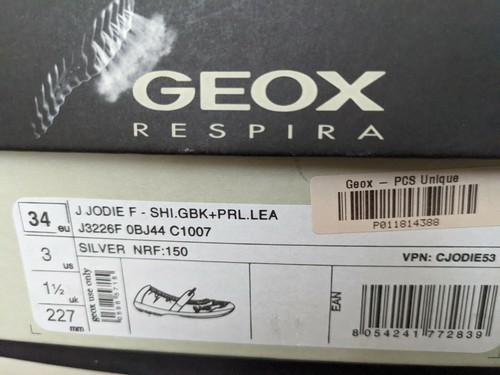 GEOX
RESPIRA
Geox - PCS Unique
P011814388
34 eu
J JODIE F - SHI.GBK+PRL.LEA
J3226F 0BJ44 C1007
3 us
SILVER NRF:150
VPN: CJODIE53
1½ uk
geox use only
227 mm
EAN
8 054241 772839